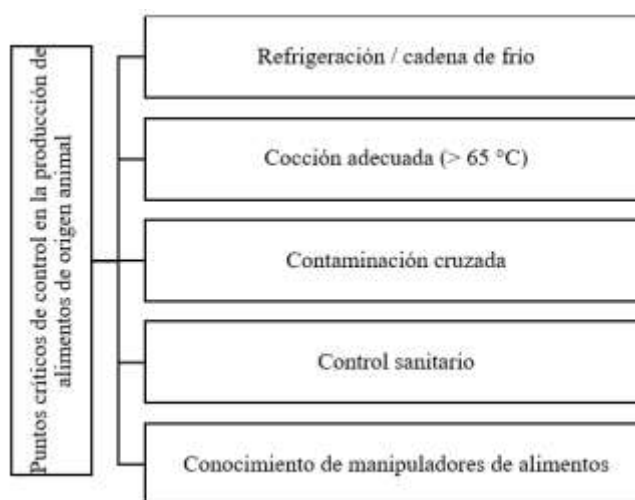 Puntos críticos de control en la producción de
alimentos de origen animal
Refrigeración / cadena de frío
Cocción adecuada (> 65 °C)
Contaminación cruzada
Control sanitario
Conocimiento de manipuladores de alimentos